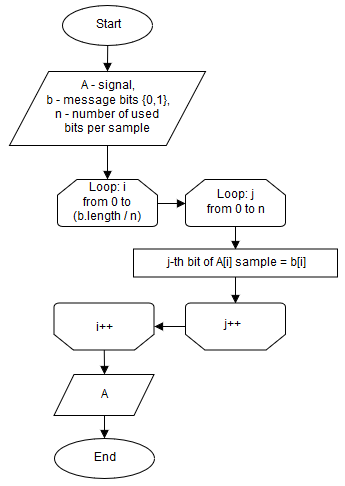 Start
A - signal,
b - message bits {0,1},
n - number of used
bits per sample
Loop: i
from 0 to
(b.length / n)
Loop: j
from 0 to n
j-th bit of A[i] sample = b[i]
i++
j++
A
End